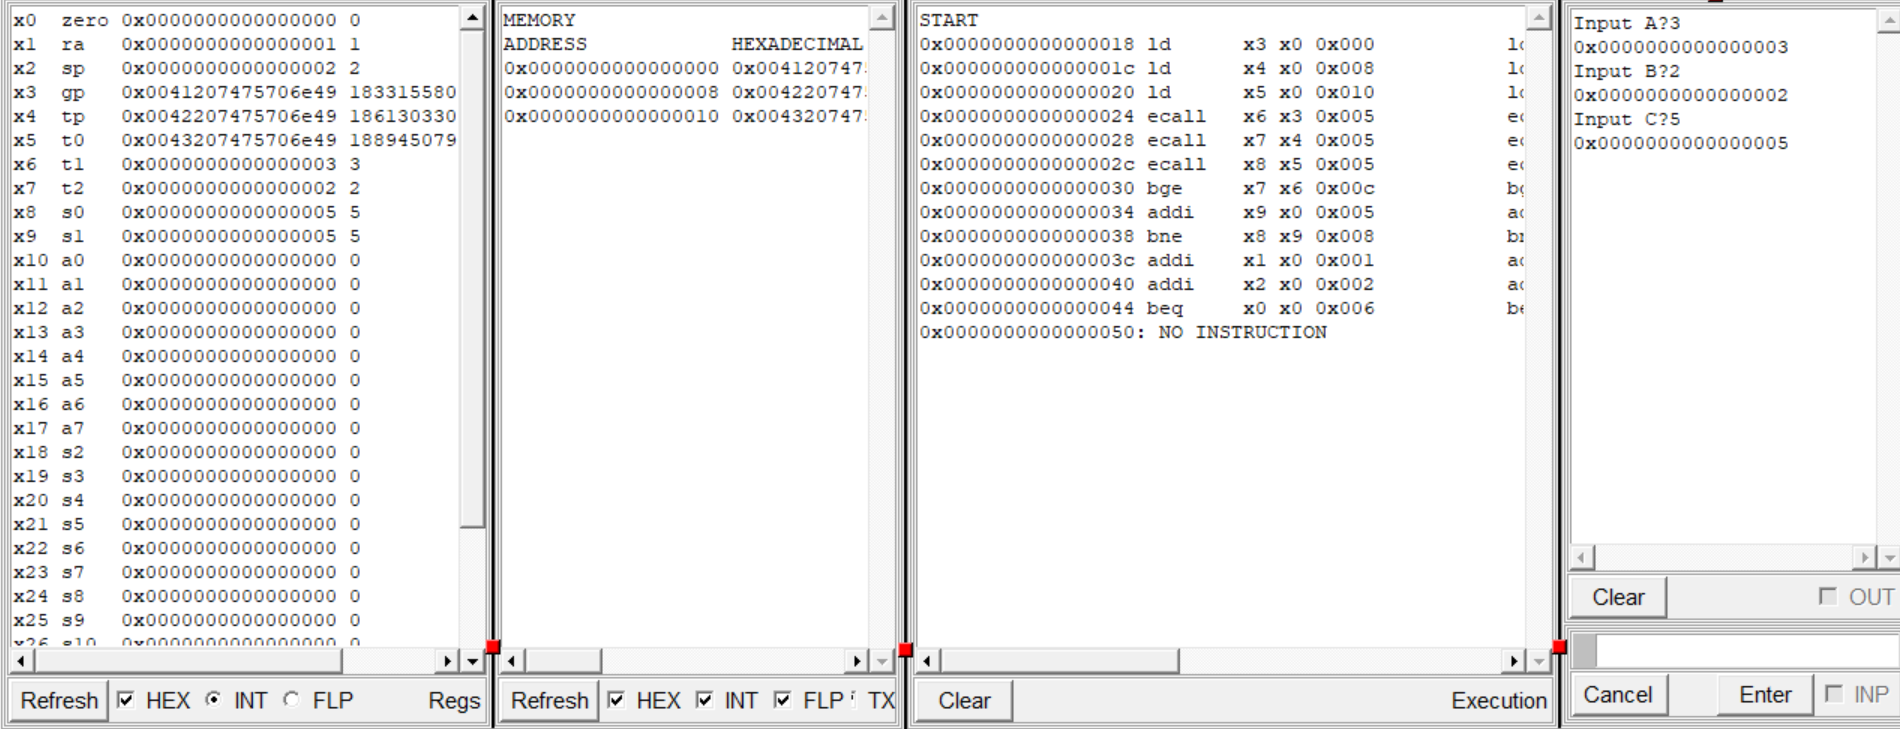 x0 zero 0x0000000000000000 0
x1 ra 0x0000000000000001 1
x2 sp 0x0000000000000002 2
x3 gp 0x0041207475706e49 183315580
x4 tp 0x0042207475706e49 186130330
x5 t0 0x0043207475706e49 188945079
x6 t1 0x0000000000000003 3
x7 t2 0x0000000000000002 2
x8 s0 0x0000000000000005 5
x9 s1 0x0000000000000005 5
x10 a0 0x0000000000000000 0
x11 a1 0x0000000000000000 0
x12 a2 0x0000000000000000 0
x13 a3 0x0000000000000000 0
x14 a4 0x0000000000000000 0
x15 a5 0x0000000000000000 0
x16 a6 0x0000000000000000 0
x17 a7 0x0000000000000000 0
x18 s2 0x0000000000000000 0
x19 s3 0x0000000000000000 0
x20 s4 0x0000000000000000 0
x21 s5 0x0000000000000000 0
x22 s6 0x0000000000000000 0
x23 s7 0x0000000000000000 0
x24 s8 0x0000000000000000 0
x25 s9 0x0000000000000000 0
x26 s10 0x0000000000000000 0
Refresh HEX INT FLP Regs
MEMORY
ADDRESS HEXADECIMAL
0x0000000000000000 0x004120747
0x0000000000000008 0x004220747
0x0000000000000010 0x004320747
Refresh HEX INT FLP TX
START
0x0000000000000018 ld x3 x0 0x000
0x000000000000001c ld x4 x0 0x008
0x0000000000000020 ld x5 x0 0x010
0x0000000000000024 ecall x6 x3 0x005
0x0000000000000028 ecall x7 x4 0x005
0x000000000000002c ecall x8 x5 0x005
0x0000000000000030 bge x7 x6 0x00c
0x0000000000000034 addi x9 x0 0x005
0x0000000000000038 bne x8 x9 0x008
0x000000000000003c addi x1 x0 0x001
0x0000000000000040 addi x2 x0 0x002
0x0000000000000044 beq x0 x0 0x006
0x0000000000000050: NO INSTRUCTION
Clear Execution
Input A?3
0x0000000000000003
Input B?2
0x0000000000000002
Input C?5
0x0000000000000005
Clear OUT
Cancel Enter INP